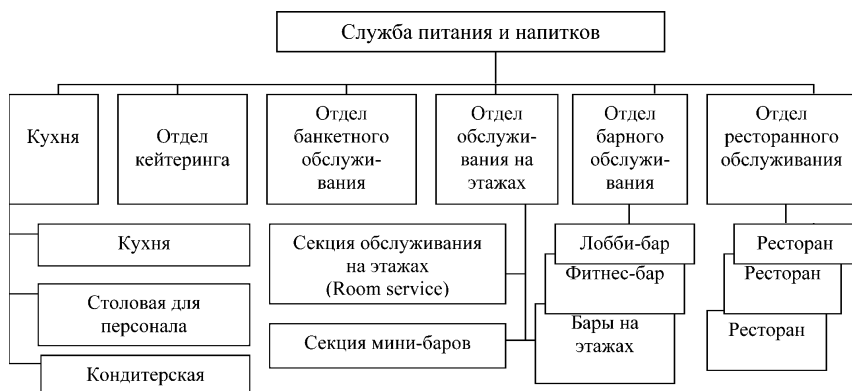 Служба питания и напитков
Кухня
Отдел
кейтеринга
Отдел
банкетного
обслужи-
вания
Отдел
обслужи-
вания на
этажах
Отдел
барного
обслужи-
вания
Отдел
ресторанного
обслуживания
Кухня
Столовая для
персонала
Кондитерская
Секция обслуживания
на этажах
(Room service)
Секция мини-баров
Лобби-бар
Фитнес-бар
Бары на
этажах
Ресторан
Ресторан
Ресторан